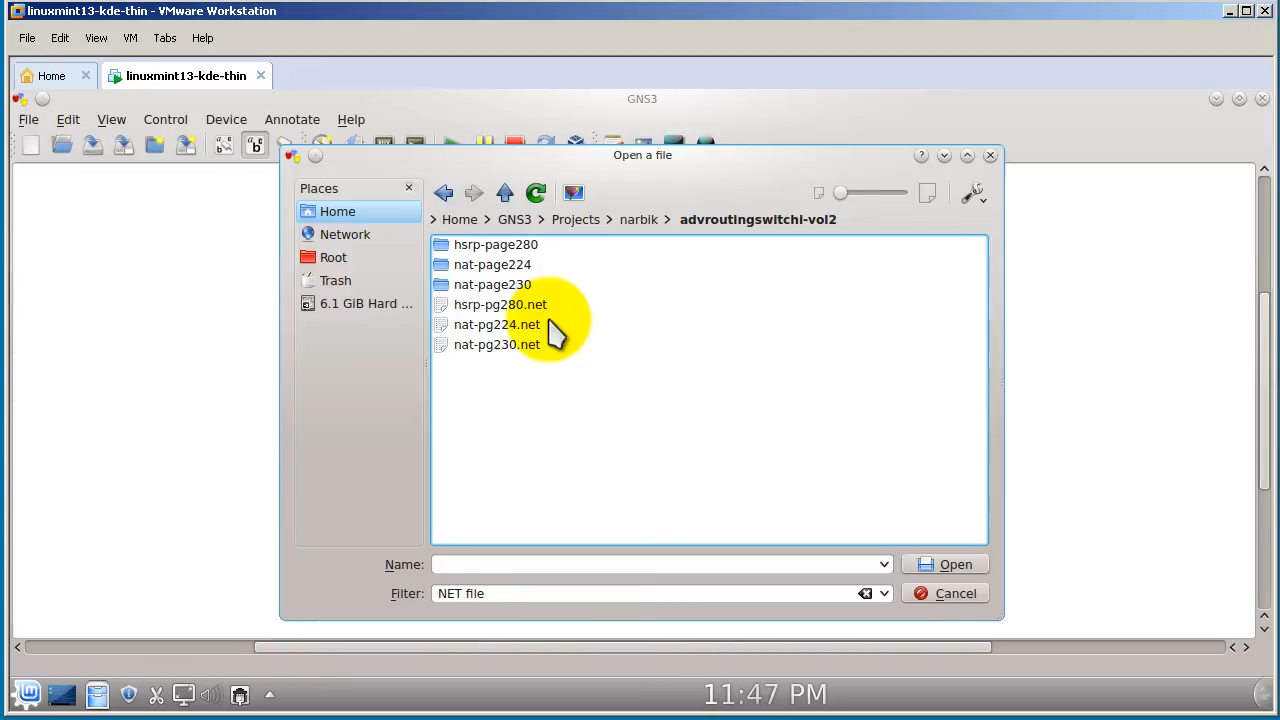 linuxmint13-kde-thin - VMware Workstation
File Edit View VM Tabs Help
Home linuxmint13-kde-thin
GNS3
File Edit View Control Device Annotate Help
Open a file
Places
Home
Network
Root
Trash
6.1 GiB Hard ...
> Home > GNS3 > Projects > narbik > advroutingswitchi-vol2
hsrp-page280
nat-page224
nat-page230
hsrp-pg280.net
nat-pg224.net
nat-pg230.net
Name: Open
Filter: NET file Cancel
11:47 PM